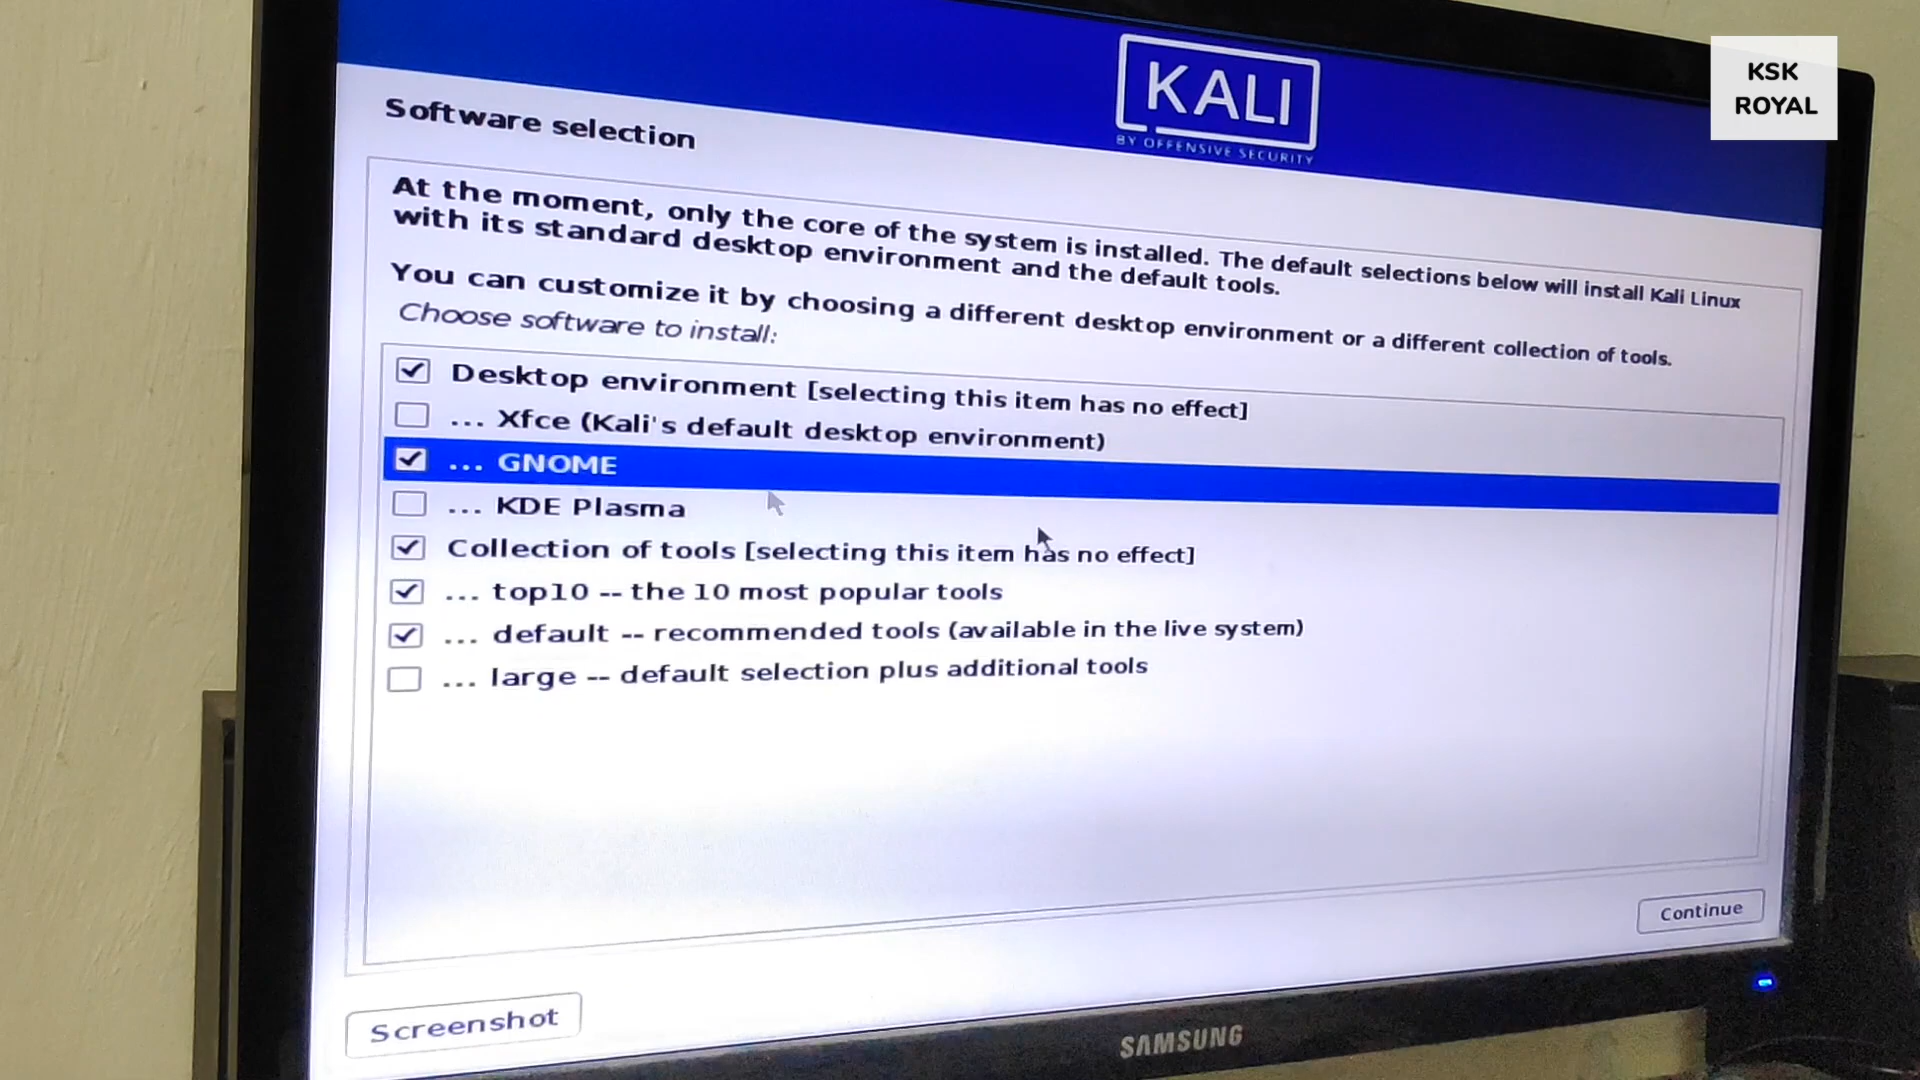 KSK
ROYAL
KALI
BY OFFENSIVE SECURITY
Software selection
At the moment, only the core of the system is installed. The default selections below will install Kali Linux
with its standard desktop environment and the default tools.
You can customize it by choosing a different desktop environment or a different collection of tools.
Choose software to install:
Desktop environment [selecting this item has no effect]
... Xfce (Kali's default desktop environment)
... GNOME
... KDE Plasma
Collection of tools [selecting this item has no effect]
... top10 -- the 10 most popular tools
... default -- recommended tools (available in the live system)
... large -- default selection plus additional tools
Continue
Screenshot
SAMSUNG